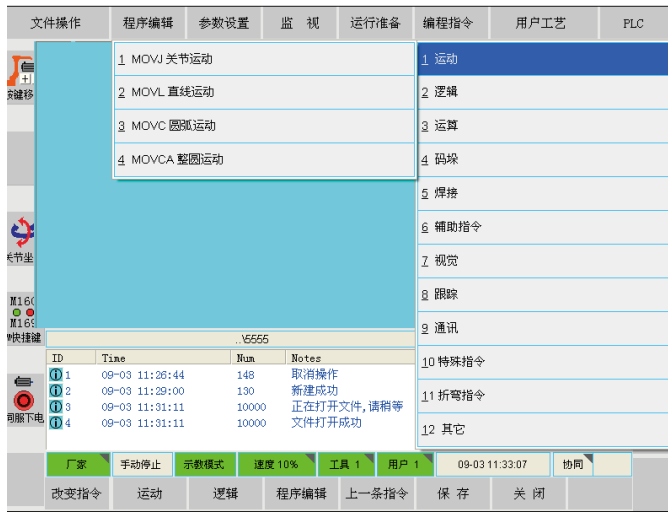 文件操作 程序编辑 参数设置 监 视 运行准备 编程指令 用户工艺 PLC
1 MOVJ 关节运动
2 MOVL 直线运动
3 MOVC 圆弧运动
4 MOVCA 整圆运动
1 运动
2 逻辑
3 运算
4 码垛
5 焊接
6 辅助指令
7 视觉
8 跟踪
9 通讯
10 特殊指令
11 折弯指令
12 其它
按键移
关节坐
M160
M169
快捷键
伺服下电
..\5555
ID Time Num Notes
1 09-03 11:26:44 148 取消操作
2 09-03 11:29:00 130 新建成功
3 09-03 11:31:11 10000 正在打开文件,请稍等
4 09-03 11:31:11 10000 文件打开成功
厂家 手动停止 示教模式 速度 10% 工具 1 用户 1 09-03 11:33:07 协同
改变指令 运动 逻辑 程序编辑 上一条指令 保 存 关 闭